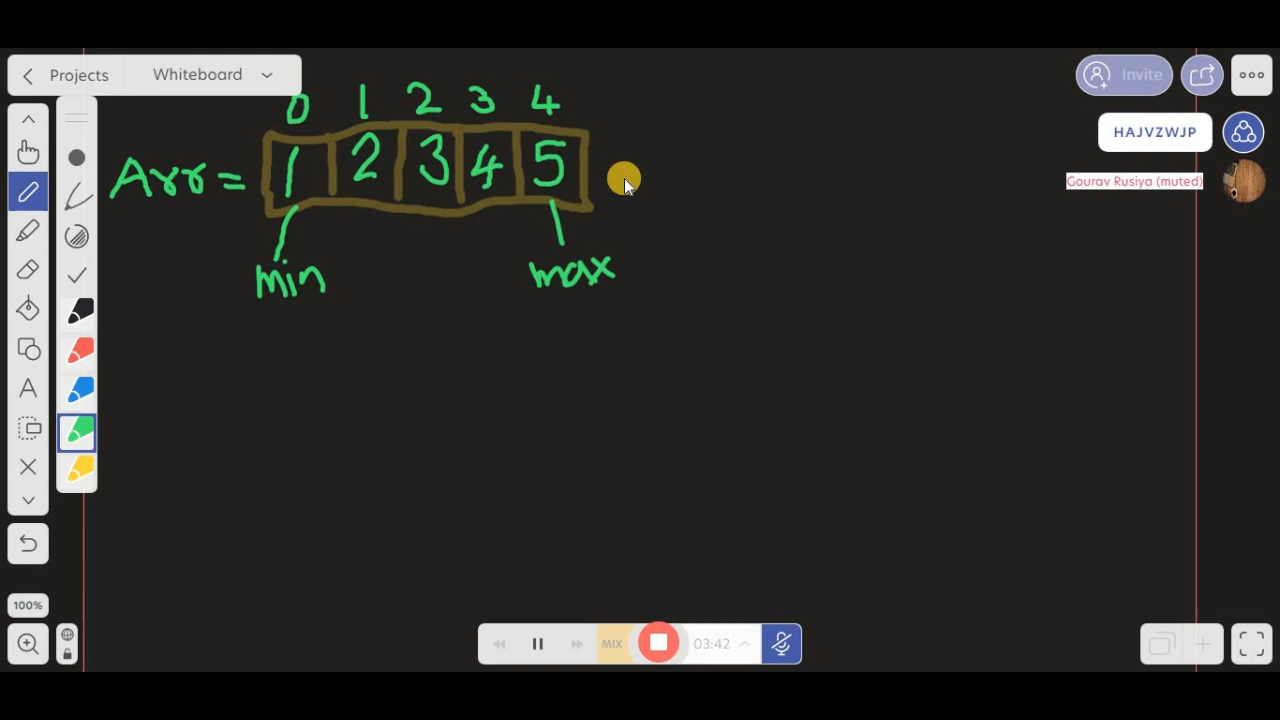 Projects Whiteboard
Invite
HAJVZWJP
Gourav Rusiya (muted)
0 1 2 3 4
Arr = 1 2 3 4 5
min max
A
100%
MIX 03:42